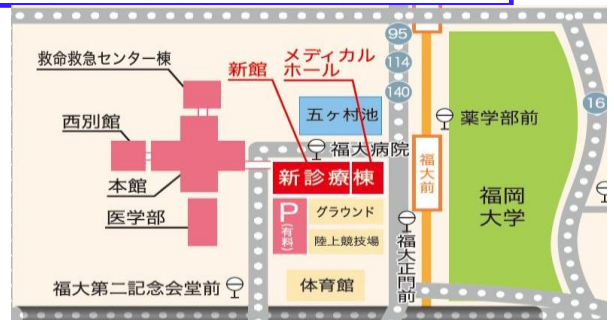 95
114
140
16
救命救急センター棟
新館
メディカル
ホール
五ヶ村池
薬学部前
西別館
福大病院
福大前
本館
新診療棟
P
(有料)
グラウンド
福岡
大学
医学部
陸上競技場
福大正門前
福大第二記念会堂前
体育館